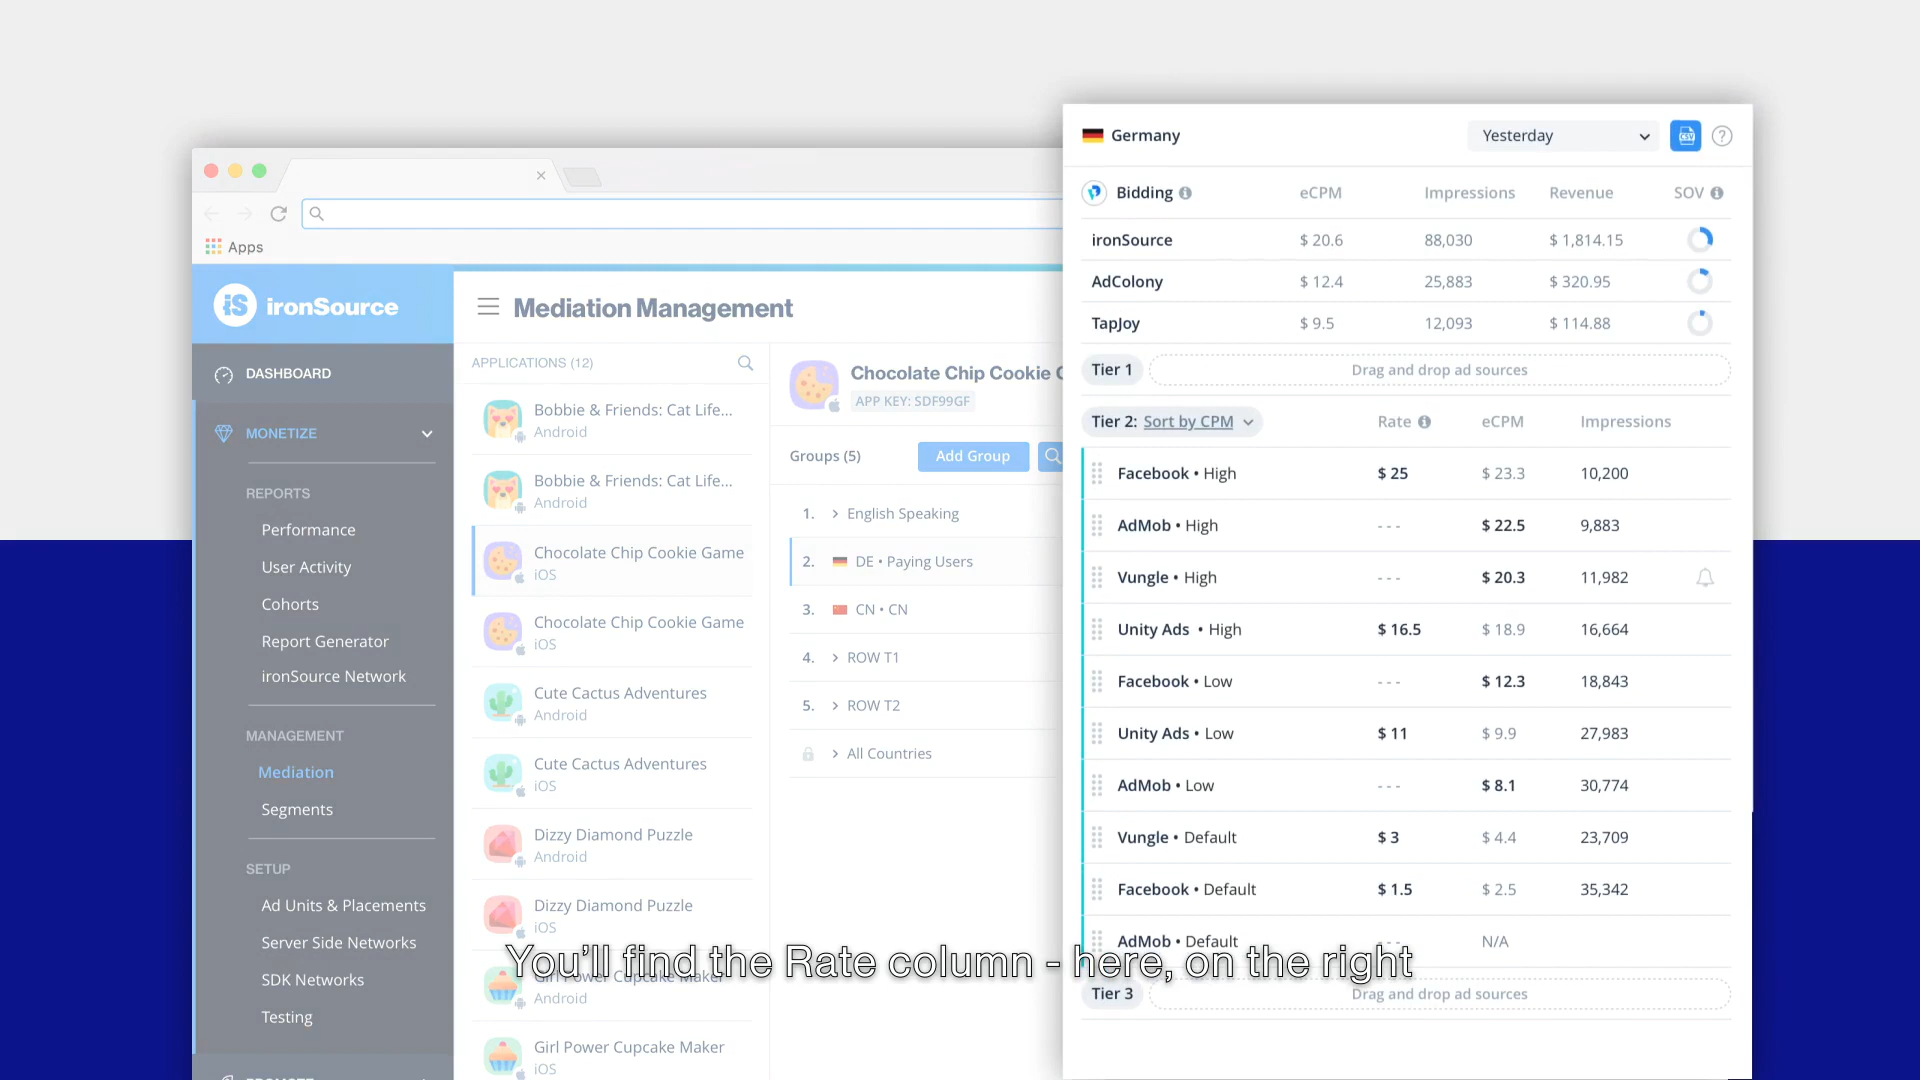 Apps
iS ironSource
DASHBOARD
MONETIZE
REPORTS
Performance
User Activity
Cohorts
Report Generator
ironSource Network
MANAGEMENT
Mediation
Segments
SETUP
Ad Units & Placements
Server Side Networks
SDK Networks
Testing
Mediation Management
APPLICATIONS (12)
Bobbie & Friends: Cat Life...
Android
Bobbie & Friends: Cat Life...
Android
Chocolate Chip Cookie Game
iOS
Chocolate Chip Cookie Game
iOS
Cute Cactus Adventures
Android
Cute Cactus Adventures
iOS
Dizzy Diamond Puzzle
Android
Dizzy Diamond Puzzle
iOS
Girl Power Cupcake Maker
Android
Girl Power Cupcake Maker
iOS
Chocolate Chip Cookie
APP KEY: SDF99GF
Groups (5)
Add Group
1. English Speaking
2. DE • Paying Users
3. CN • CN
4. ROW T1
5. ROW T2
All Countries
Germany
Yesterday
CSV
?
Bidding eCPM Impressions Revenue SOV
ironSource $ 20.6 88,030 $ 1,814.15
AdColony $ 12.4 25,883 $ 320.95
TapJoy $ 9.5 12,093 $ 114.88
Tier 1 Drag and drop ad sources
Tier 2: Sort by CPM Rate eCPM Impressions
Facebook • High $ 25 $ 23.3 10,200
AdMob • High - - - $ 22.5 9,883
Vungle • High - - - $ 20.3 11,982
Unity Ads • High $ 16.5 $ 18.9 16,664
Facebook • Low - - - $ 12.3 18,843
Unity Ads • Low $ 11 $ 9.9 27,983
AdMob • Low - - - $ 8.1 30,774
Vungle • Default $ 3 $ 4.4 23,709
Facebook • Default $ 1.5 $ 2.5 35,342
AdMob • Default - - - N/A
Tier 3 Drag and drop ad sources
You'll find the Rate column - here, on the right